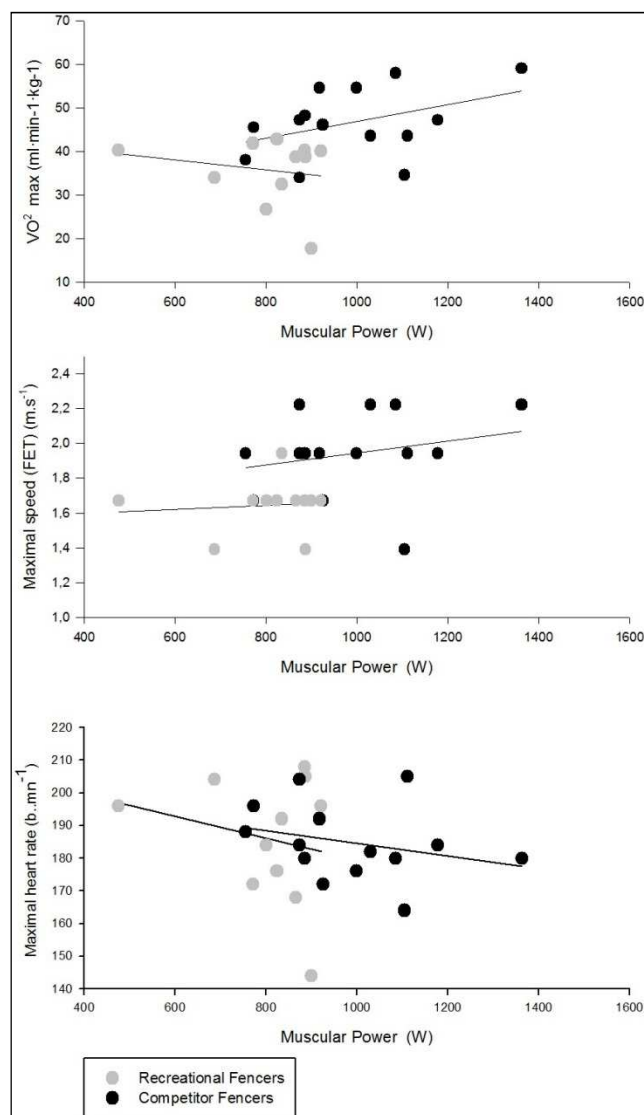 70
60
50
40
30
20
10
VO² max (ml·min-1·kg-1)
400 600 800 1000 1200 1400 1600
Muscular Power (W)
2,4
2,2
2,0
1,8
1,6
1,4
1,2
1,0
Maximal speed (FET) (m.s⁻¹)
400 600 800 1000 1200 1400 1600
Muscular Power (W)
220
210
200
190
180
170
160
150
140
Maximal heart rate (b..mn⁻¹)
400 600 800 1000 1200 1400 1600
Muscular Power (W)
Recreational Fencers
Competitor Fencers